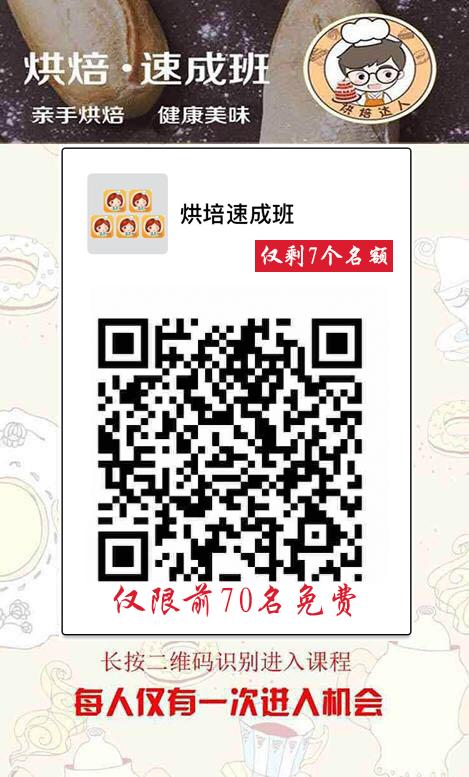 烘焙·速成班
亲手烘焙 健康美味
烘焙达人
烘培速成班
仅剩7个名额
仅限前70名免费
长按二维码识别进入课程
每人仅有一次进入机会